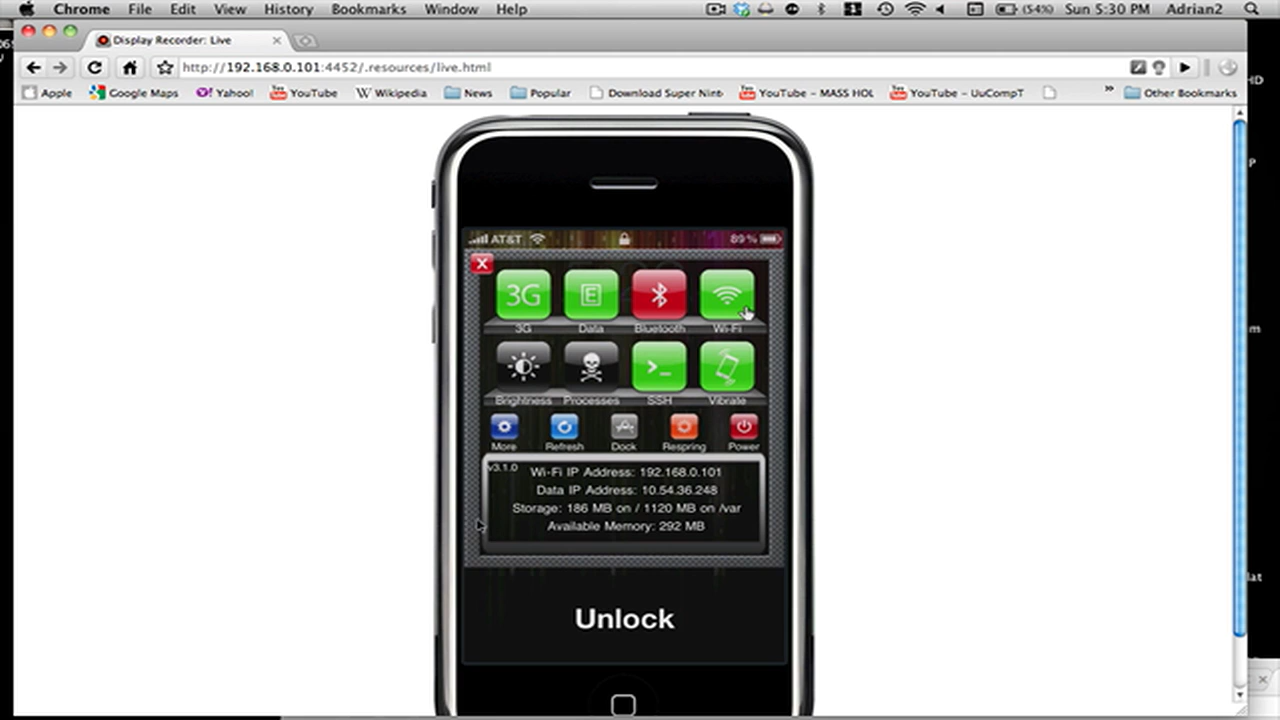 Chrome File Edit View History Bookmarks Window Help (54%) Sun 5:30 PM Adrian2
Display Recorder: Live
http://192.168.0.101:4452/.resources/live.html
Apple Google Maps Yahoo! YouTube Wikipedia News Popular Download Super Nint YouTube – MASS HOL YouTube – UuCompT » Other Bookmarks
HD
P
m
lat
AT&T 89%
X
3G E
3G Data Bluetooth Wi-Fi
>_
Brightness Processes SSH Vibrate
More Refresh Dock Respring Power
v3.1.0 Wi-Fi IP Address: 192.168.0.101
Data IP Address: 10.54.36.248
Storage: 186 MB on / 1120 MB on /var
Available Memory: 292 MB
Unlock